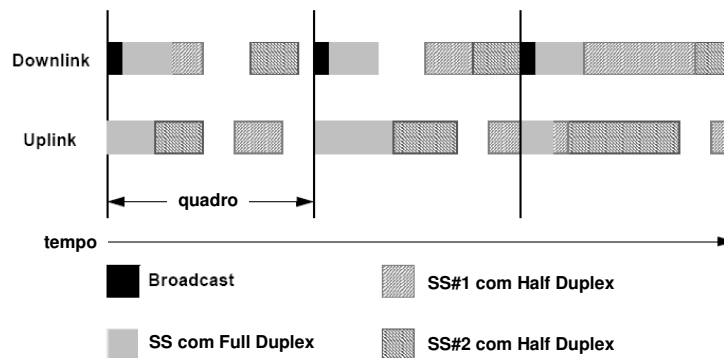 Downlink
Uplink
quadro
tempo
Broadcast
SS#1 com Half Duplex
SS com Full Duplex
SS#2 com Half Duplex